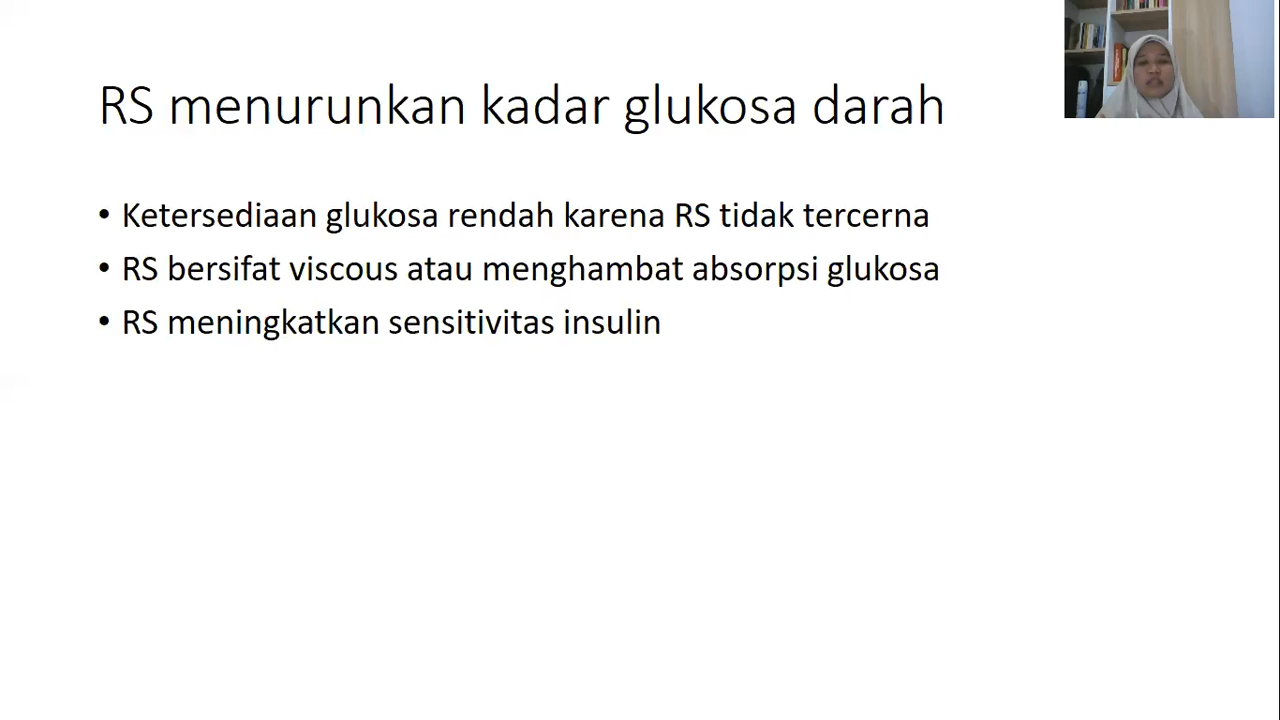 RS menurunkan kadar glukosa darah
• Ketersediaan glukosa rendah karena RS tidak tercerna
• RS bersifat viscous atau menghambat absorpsi glukosa
• RS meningkatkan sensitivitas insulin